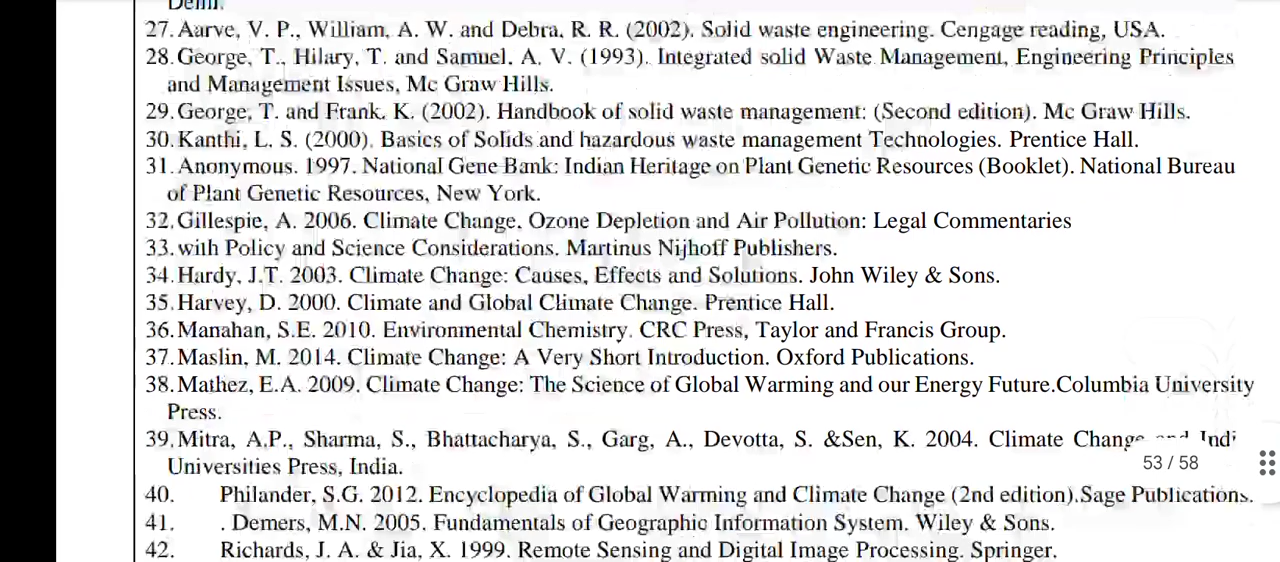 27. Aarve, V. P., William, A. W. and Debra, R. R. (2002). Solid waste engineering. Cengage reading, USA.
28. George, T., Hilary, T. and Samuel, A. V. (1993). Integrated solid Waste Management, Engineering Principles
and Management Issues, Mc Graw Hills.
29. George, T. and Frank, K. (2002). Handbook of solid waste management: (Second edition). Mc Graw Hills.
30. Kanthi, L. S. (2000). Basics of Solids and hazardous waste management Technologies. Prentice Hall.
31. Anonymous. 1997. National Gene Bank: Indian Heritage on Plant Genetic Resources (Booklet). National Bureau
of Plant Genetic Resources, New York.
32. Gillespie, A. 2006. Climate Change, Ozone Depletion and Air Pollution: Legal Commentaries
33. with Policy and Science Considerations. Martinus Nijhoff Publishers.
34. Hardy, J.T. 2003. Climate Change: Causes, Effects and Solutions. John Wiley & Sons.
35. Harvey, D. 2000. Climate and Global Climate Change. Prentice Hall.
36. Manahan, S.E. 2010. Environmental Chemistry. CRC Press, Taylor and Francis Group.
37. Maslin, M. 2014. Climate Change: A Very Short Introduction. Oxford Publications.
38. Mathez, E.A. 2009. Climate Change: The Science of Global Warming and our Energy Future.Columbia University
Press.
39. Mitra, A.P., Sharma, S., Bhattacharya, S., Garg, A., Devotta, S. &Sen, K. 2004. Climate Change
Universities Press, India.
53 / 58
40. Philander, S.G. 2012. Encyclopedia of Global Warming and Climate Change (2nd edition).Sage Publications.
41. . Demers, M.N. 2005. Fundamentals of Geographic Information System. Wiley & Sons.
42. Richards, J. A. & Jia, X. 1999. Remote Sensing and Digital Image Processing. Springer.